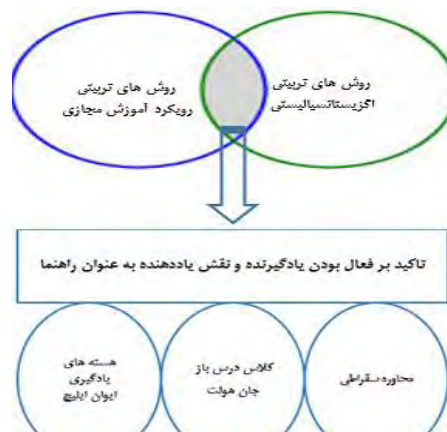 روش های تربیتی
اگزیستانسیالیستی
روش های تربیتی
رویکرد آموزش مجازی
تاکید بر فعال بودن یادگیرنده و نقش یاددهنده به عنوان راهنما
محاوره سقراطی
کلاس درس باز
جان هولت
هسته های
یادگیری
ایوان ایلیچ